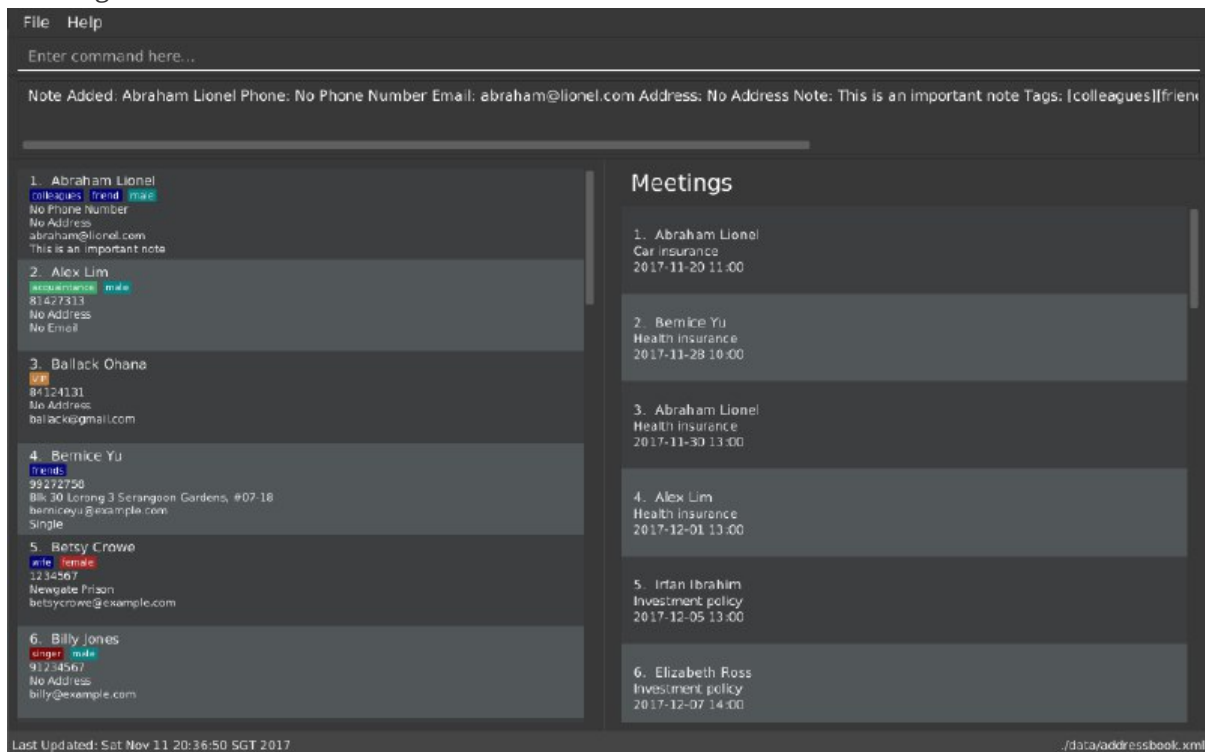 File Help
Enter command here...
Note Added: Abraham Lionel Phone: No Phone Number Email: abraham@lionel.com Address: No Address Note: This is an important note Tags: [colleagues][frien
1. Abraham Lionel
colleagues friend male
No Phone Number
No Address
abraham@lionel.com
This is an important note
2. Alex Lim
acquaintance male
81427313
No Address
No Email
3. Ballack Ohana
VIP
84124131
No Address
ballack@gmail.com
4. Bernice Yu
friends
99272758
Blk 30 Lorong 3 Serangoon Gardens, #07-18
berniceyu@example.com
Single
5. Betsy Crowe
wife female
1234567
Newgate Prison
betsycrowe@example.com
6. Billy Jones
singer male
91234567
No Address
billy@example.com
Meetings
1. Abraham Lionel
Car insurance
2017-11-20 11:00
2. Bernice Yu
Health insurance
2017-11-28 10:00
3. Abraham Lionel
Health insurance
2017-11-30 13:00
4. Alex Lim
Health insurance
2017-12-01 13:00
5. Irfan Ibrahim
Investment policy
2017-12-05 13:00
6. Elizabeth Ross
Investment policy
2017-12-07 14:00
Last Updated: Sat Nov 11 20:36:50 SGT 2017
./data/addressbook.xml